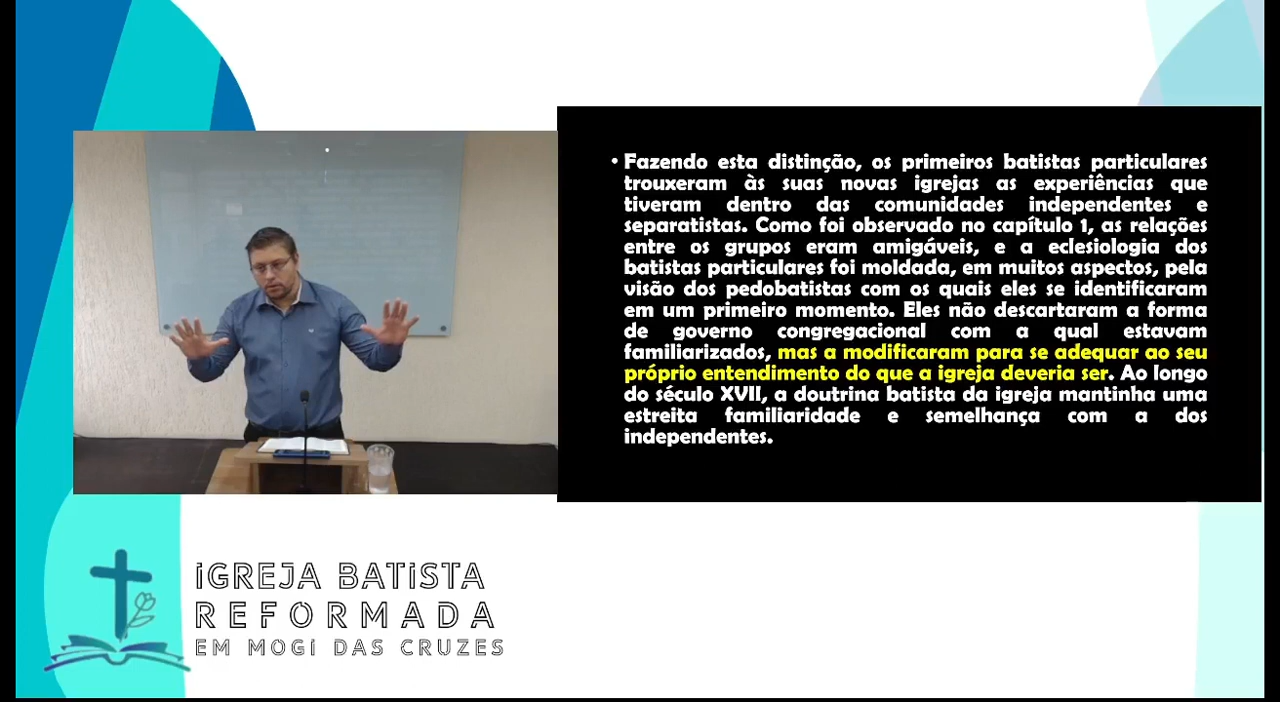 • Fazendo esta distinção, os primeiros batistas particulares
trouxeram às suas novas igrejas as experiências que
tiveram dentro das comunidades independentes e
separatistas. Como foi observado no capítulo 1, as relações
entre os grupos eram amigáveis, e a eclesiologia dos
batistas particulares foi moldada, em muitos aspectos, pela
visão dos pedobatistas com os quais eles se identificaram
em um primeiro momento. Eles não descartaram a forma
de governo congregacional com a qual estavam
familiarizados, mas a modificaram para se adequar ao seu
próprio entendimento do que a igreja deveria ser. Ao longo
do século XVII, a doutrina batista da igreja mantinha uma
estreita familiaridade e semelhança com a dos
independentes.
IGREJA BATISTA
REFORMADA
EM MOGI DAS CRUZES